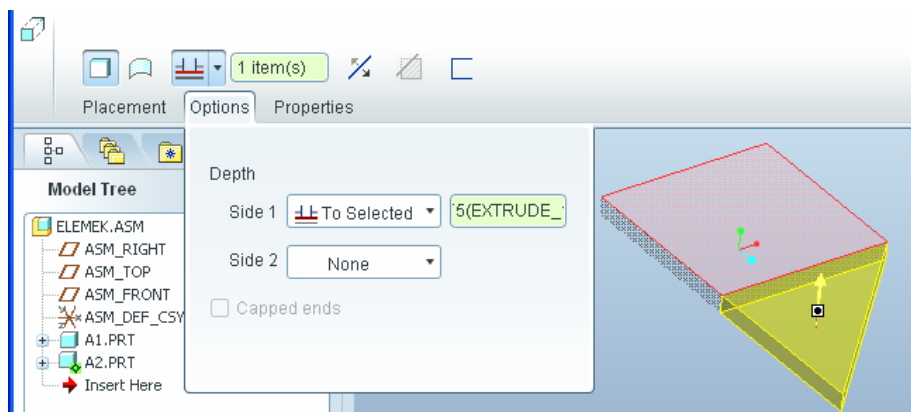 1 item(s)
Placement Options Properties
Depth
Side 1 To Selected 5(EXTRUDE_
Side 2 None
Capped ends
Model Tree
ELEMEK.ASM
ASM_RIGHT
ASM_TOP
ASM_FRONT
ASM_DEF_CSY
A1.PRT
A2.PRT
Insert Here